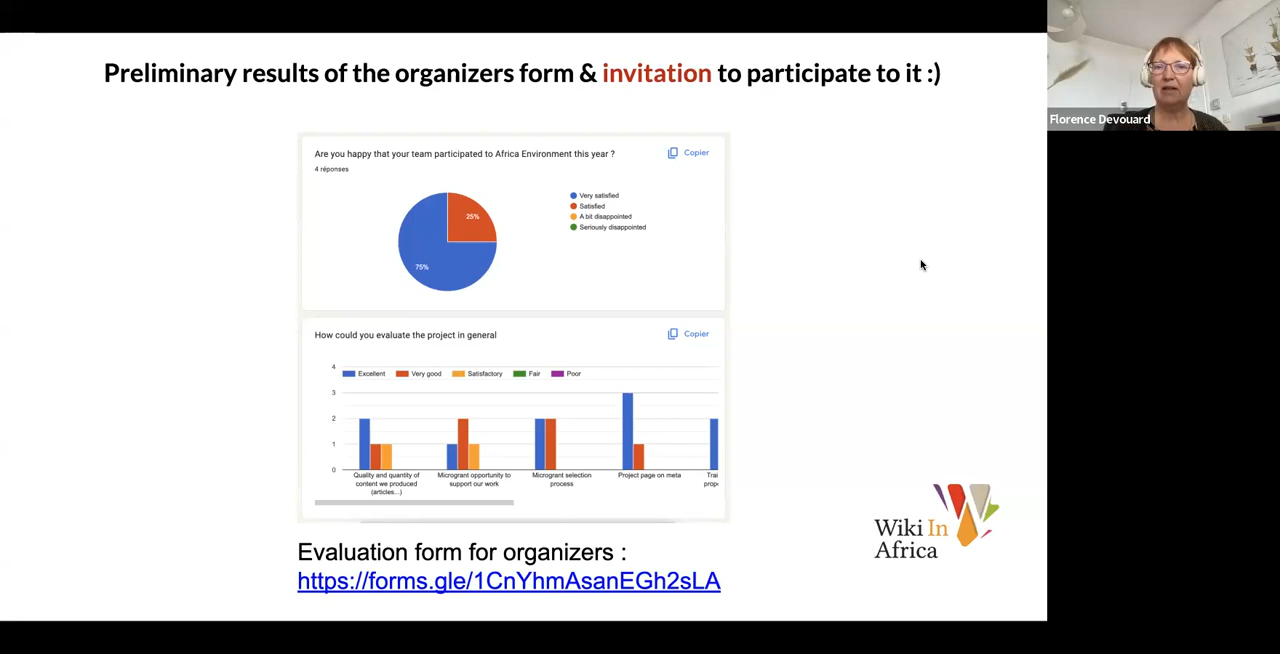 Preliminary results of the organizers form & invitation to participate to it :)
Florence Devouard
Are you happy that your team participated to Africa Environment this year ?
Copier
4 réponses
Very satisfied
Satisfied
A bit disappointed
Seriously disappointed
25%
75%
How could you evaluate the project in general
Copier
4
3
2
1
0
Excellent
Very good
Satisfactory
Fair
Poor
Quality and quantity of
content we produced
(articles...)
Microgrant opportunity to
support our work
Microgrant selection
process
Project page on meta
Wiki In
Africa
Evaluation form for organizers :
https://forms.gle/1CnYhmAsanEGh2sLA